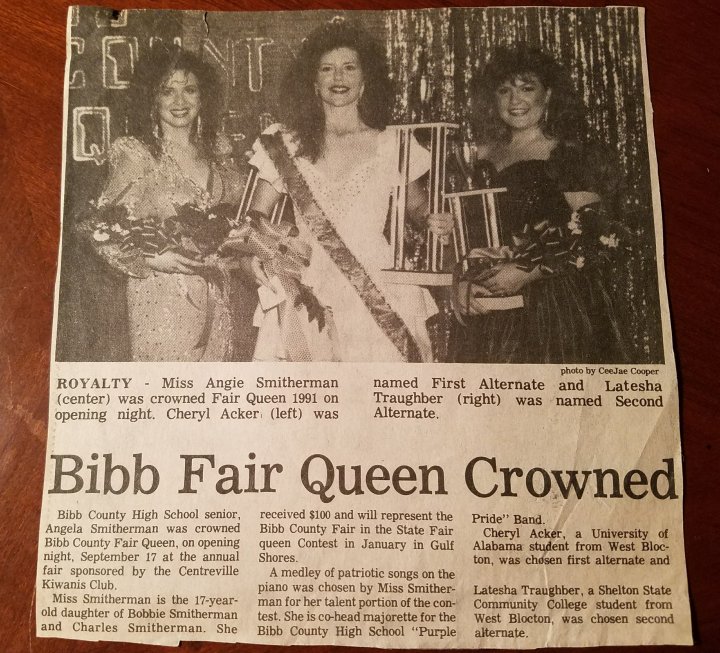 COUNTY
photo by CeeJae Cooper
ROYALTY - Miss Angie Smitherman
(center) was crowned Fair Queen 1991 on
opening night. Cheryl Acker (left) was
named First Alternate and Latesha
Traughber (right) was named Second
Alternate.
Bibb Fair Queen Crowned
Bibb County High School senior,
Angela Smitherman was crowned
Bibb County Fair Queen, on opening
night, September 17 at the annual
fair sponsored by the Centreville
Kiwanis Club.
Miss Smitherman is the 17-year-
old daughter of Bobbie Smitherman
and Charles Smitherman. She
received $100 and will represent the
Bibb County Fair in the State Fair
queen Contest in January in Gulf
Shores.
A medley of patriotic songs on the
piano was chosen by Miss Smither-
man for her talent portion of the con-
test. She is co-head majorette for the
Bibb County High School "Purple
Pride" Band.
Cheryl Acker, a University of
Alabama student from West Bloc-
ton, was chosen first alternate and
Latesha Traughber, a Shelton State
Community College student from
West Blocton, was chosen second
alternate.